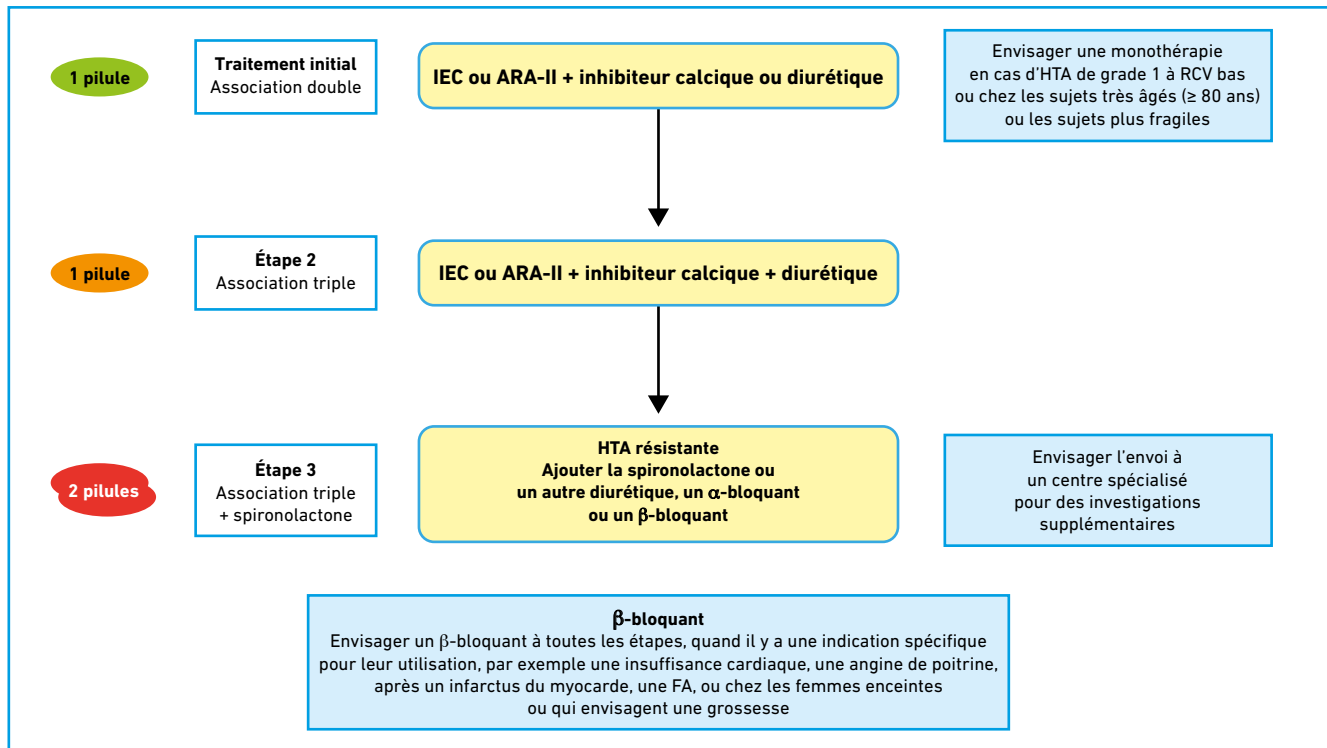 1 pilule
Traitement initial
Association double
IEC ou ARA-II + inhibiteur calcique ou diurétique
Envisager une monothérapie
en cas d'HTA de grade 1 à RCV bas
ou chez les sujets très âgés (≥ 80 ans)
ou les sujets plus fragiles
1 pilule
Étape 2
Association triple
IEC ou ARA-II + inhibiteur calcique + diurétique
2 pilules
Étape 3
Association triple
+ spironolactone
HTA résistante
Ajouter la spironolactone ou
un autre diurétique, un α-bloquant
ou un β-bloquant
Envisager l'envoi à
un centre spécialisé
pour des investigations
supplémentaires
β-bloquant
Envisager un β-bloquant à toutes les étapes, quand il y a une indication spécifique
pour leur utilisation, par exemple une insuffisance cardiaque, une angine de poitrine,
après un infarctus du myocarde, une FA, ou chez les femmes enceintes
ou qui envisagent une grossesse